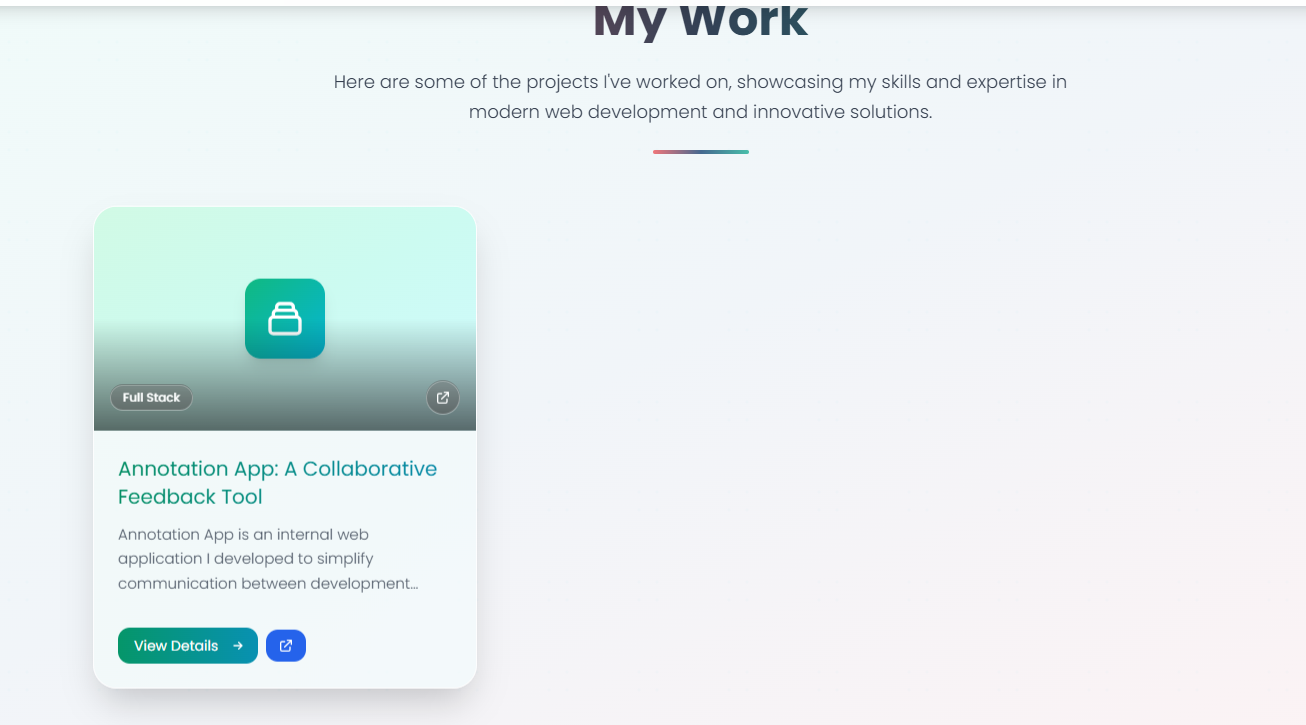 My Work
Here are some of the projects I've worked on, showcasing my skills and expertise in
modern web development and innovative solutions.
Full Stack
Annotation App: A Collaborative
Feedback Tool
Annotation App is an internal web
application I developed to simplify
communication between development...
View Details